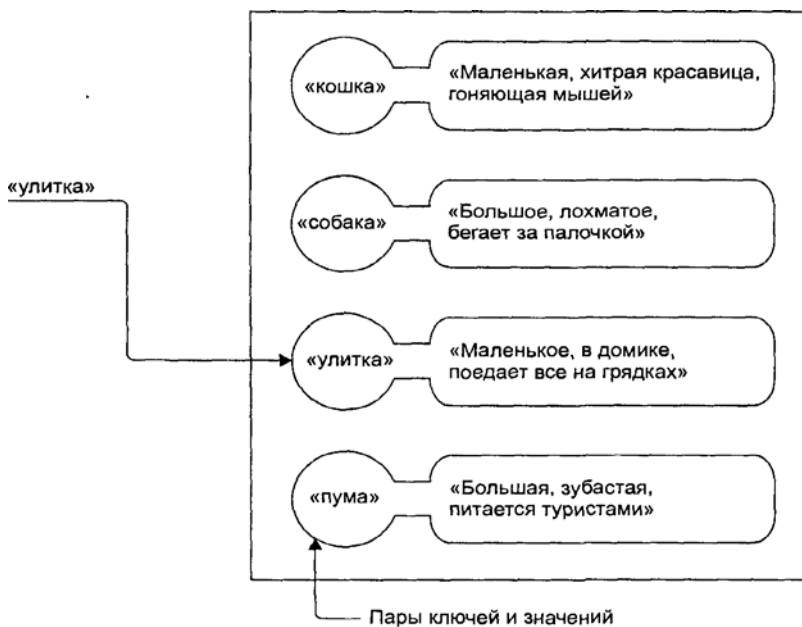 «кошка»
«Маленькая, хитрая красавица,
гоняющая мышей»
«улитка»
«собака»
«Большое, лохматое,
бегает за палочкой»
«улитка»
«Маленькое, в домике,
поедает все на грядках»
«пума»
«Большая, зубастая,
питается туристами»
Пары ключей и значений